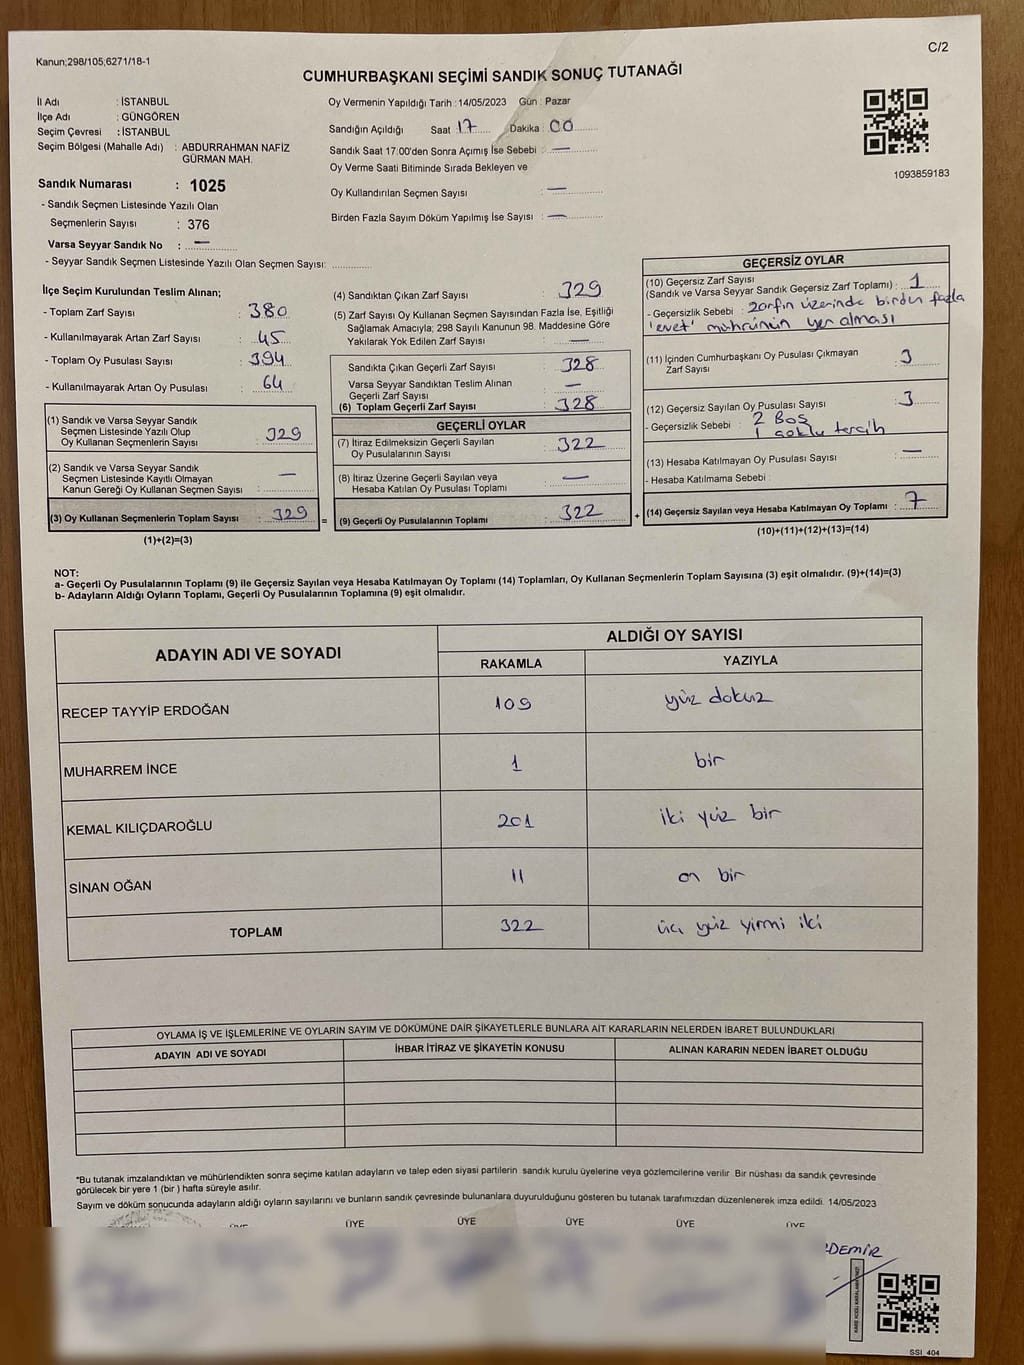 Kanun;298/105;6271/18-1
C/2
CUMHURBAŞKANI SEÇİMİ SANDIK SONUÇ TUTANAĞI
İl Adı : İSTANBUL
İlçe Adı : GÜNGÖREN
Seçim Çevresi : İSTANBUL
Seçim Bölgesi (Mahalle Adı) : ABDURRAHMAN NAFİZ
GÜRMAN MAH.
Sandık Numarası : 1025
- Sandık Seçmen Listesinde Yazılı Olan
Seçmenlerin Sayısı : 376
Varsa Seyyar Sandık No : —
- Seyyar Sandık Seçmen Listesinde Yazılı Olan Seçmen Sayısı:
Oy Vermenin Yapıldığı Tarih : 14/05/2023 Gün : Pazar
Sandığın Açıldığı Saat 17 Dakika : 00
Sandık Saat 17:00'den Sonra Açımış İse Sebebi : —
Oy Verme Saati Bitiminde Sırada Bekleyen ve
Oy Kullandırılan Seçmen Sayısı : —
Birden Fazla Sayım Döküm Yapılmış İse Sayısı : —
1093859183
İlçe Seçim Kurulundan Teslim Alınan;
- Toplam Zarf Sayısı : 380
- Kullanılmayarak Artan Zarf Sayısı : 45
- Toplam Oy Pusulası Sayısı : 394
- Kullanılmayarak Artan Oy Pusulası : 64
(1) Sandık ve Varsa Seyyar Sandık
Seçmen Listesinde Yazılı Olup
Oy Kullanan Seçmenlerin Sayısı : 329
(2) Sandık ve Varsa Seyyar Sandık
Seçmen Listesinde Kayıtlı Olmayan
Kanun Gereği Oy Kullanan Seçmen Sayısı : —
(3) Oy Kullanan Seçmenlerin Toplam Sayısı : 329
(1)+(2)=(3)
=
(4) Sandıktan Çıkan Zarf Sayısı : 329
(5) Zarf Sayısı Oy Kullanan Seçmen Sayısından Fazla İse, Eşitliği
Sağlamak Amacıyla; 298 Sayılı Kanunun 98. Maddesine Göre
Yakılarak Yok Edilen Zarf Sayısı : —
Sandıkta Çıkan Geçerli Zarf Sayısı : 328
Varsa Seyyar Sandıktan Teslim Alınan
Geçerli Zarf Sayısı : —
(6) Toplam Geçerli Zarf Sayısı : 328
GEÇERLİ OYLAR
(7) İtiraz Edilmeksizin Geçerli Sayılan
Oy Pusulalarının Sayısı : 322
(8) İtiraz Üzerine Geçerli Sayılan veya
Hesaba Katılan Oy Pusulası Toplamı : —
(9) Geçerli Oy Pusulalarının Toplamı : 322
+
GEÇERSİZ OYLAR
(10) Geçersiz Zarf Sayısı
(Sandık ve Varsa Seyyar Sandık Geçersiz Zarf Toplamı) : 1
- Geçersizlik Sebebi : zarfın üzerinde birden fazla
'evet' mührünün yer alması
(11) İçinden Cumhurbaşkanı Oy Pusulası Çıkmayan
Zarf Sayısı : 3
(12) Geçersiz Sayılan Oy Pusulası Sayısı : 3
- Geçersizlik Sebebi : 2 Boş
1 çoklu tercih
(13) Hesaba Katılmayan Oy Pusulası Sayısı : —
- Hesaba Katılmama Sebebi :
(14) Geçersiz Sayılan veya Hesaba Katılmayan Oy Toplamı : 7
(10)+(11)+(12)+(13)=(14)
NOT:
a- Geçerli Oy Pusulalarının Toplamı (9) ile Geçersiz Sayılan veya Hesaba Katılmayan Oy Toplamı (14) Toplamları, Oy Kullanan Seçmenlerin Toplam Sayısına (3) eşit olmalıdır. (9)+(14)=(3)
b- Adayların Aldığı Oyların Toplamı, Geçerli Oy Pusulalarının Toplamına (9) eşit olmalıdır.
ADAYIN ADI VE SOYADI
ALDIĞI OY SAYISI
RAKAMLA YAZIYLA
RECEP TAYYİP ERDOĞAN 109 yüz dokuz
MUHARREM İNCE 1 bir
KEMAL KILIÇDAROĞLU 201 iki yüz bir
SİNAN OĞAN 11 on bir
TOPLAM 322 üç yüz yirmi iki
OYLAMA İŞ VE İŞLEMLERİNE VE OYLARIN SAYIM VE DÖKÜMÜNE DAİR ŞİKAYETLERLE BUNLARA AİT KARARLARIN NELERDEN İBARET BULUNDUKLARI
ADAYIN ADI VE SOYADI İHBAR İTİRAZ VE ŞİKAYETİN KONUSU ALINAN KARARIN NEDEN İBARET OLDUĞU
*Bu tutanak imzalandıktan ve mühürlendikten sonra seçime katılan adayların ve talep eden siyasi partilerin sandık kurulu üyelerine veya gözlemcilerine verilir Bir nüshası da sandık çevresinde
görülecek bir yere 1 (bir ) hafta süreyle asılır.
Sayım ve döküm sonucunda adayların aldığı oyların sayılarını ve bunların sandık çevresinde bulunanlara duyurulduğunu gösteren bu tutanak tarafımızdan düzenlenerek imza edildi. 14/05/2023
ÜYE ÜYE ÜYE ÜYE ÜYE ÜYE
DEMİR
SSI_404